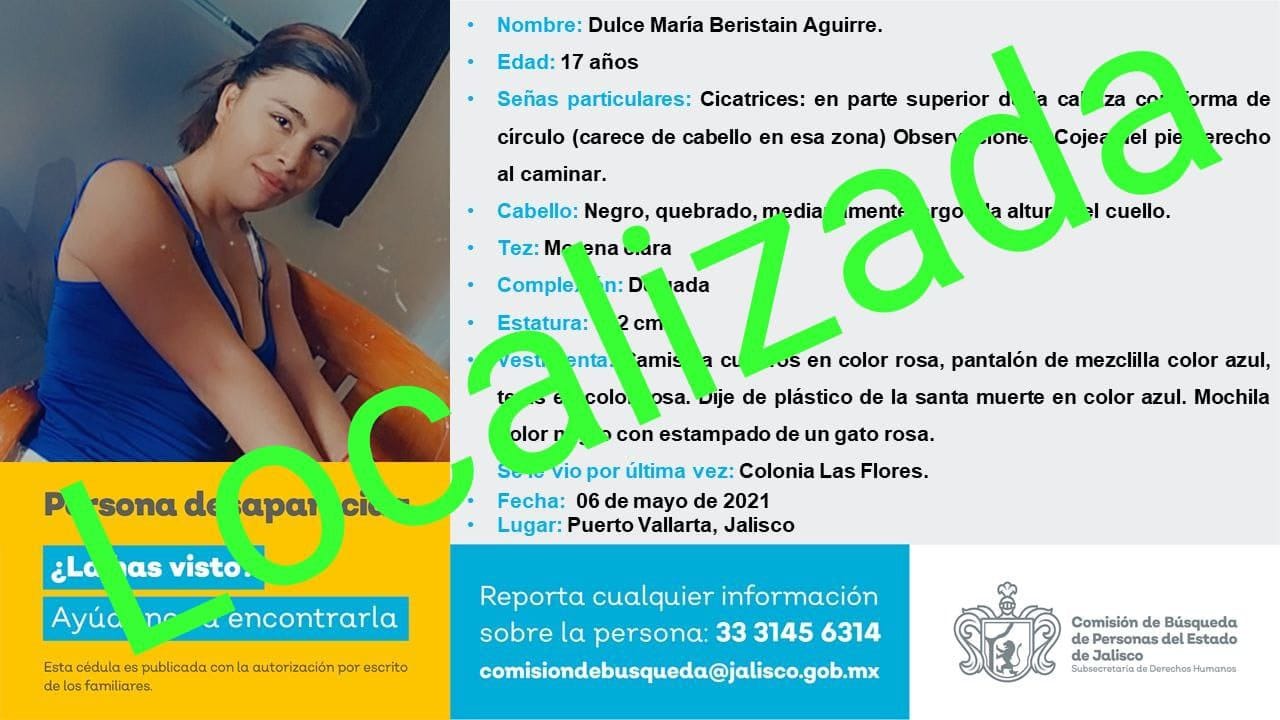 Nombre: Dulce María Beristain Aguirre.
Edad: 17 años
Señas particulares: Cicatrices: en parte superior de la cabeza con forma de
círculo (carece de cabello en esa zona) Observaciones: Cojea del pie derecho
al caminar.
Cabello: Negro, quebrado, medianamente largo a la altura del cuello.
Tez: Morena clara
Complexión: Delgada
Estatura: cm
Vestimenta: Camisa a cuadros en color rosa, pantalón de mezclilla color azul,
tenis en color rosa. Dije de plástico de la santa muerte en color azul. Mochila
color negro con estampado de un gato rosa.
Se le vio por última vez: Colonia Las Flores.
Fecha: 06 de mayo de 2021
Lugar: Puerto Vallarta, Jalisco
Localizada
Persona desaparecida
¿La has visto?
Ayúdanos a encontrarla
Esta cédula es publicada con la autorización por escrito
de los familiares.
Reporta cualquier información
sobre la persona: 33 3145 6314
comisiondebusqueda@jalisco.gob.mx
Comisión de Búsqueda
de Personas del Estado
de Jalisco
Subsecretaría de Derechos Humanos